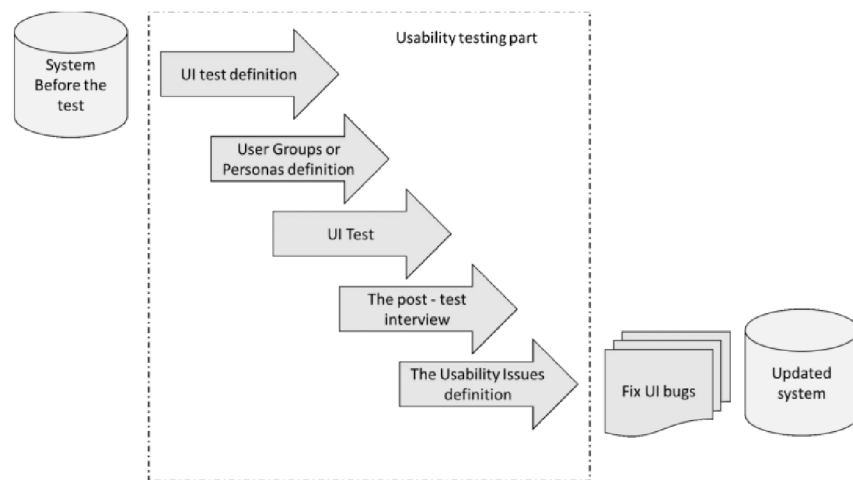 System
Before the
test
Usability testing part
UI test definition
User Groups or
Personas definition
UI Test
The post - test
interview
The Usability Issues
definition
Fix UI bugs
Updated
system